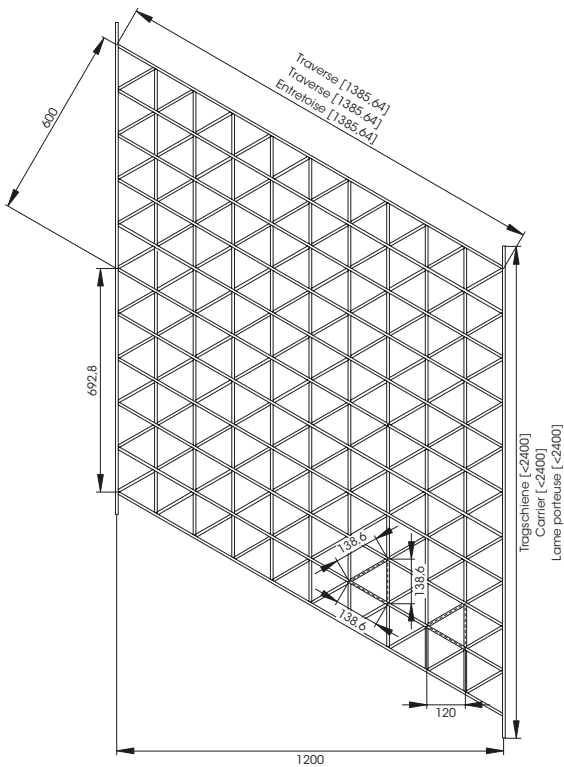 Traverse [1385,64]
Traverse [1385,64]
Entretoise [1385,64]
600
692,8
138,6
138,6
138,6
120
1200
Tragschiene [<2400]
Carrier [<2400]
Lame porteuse [<2400]